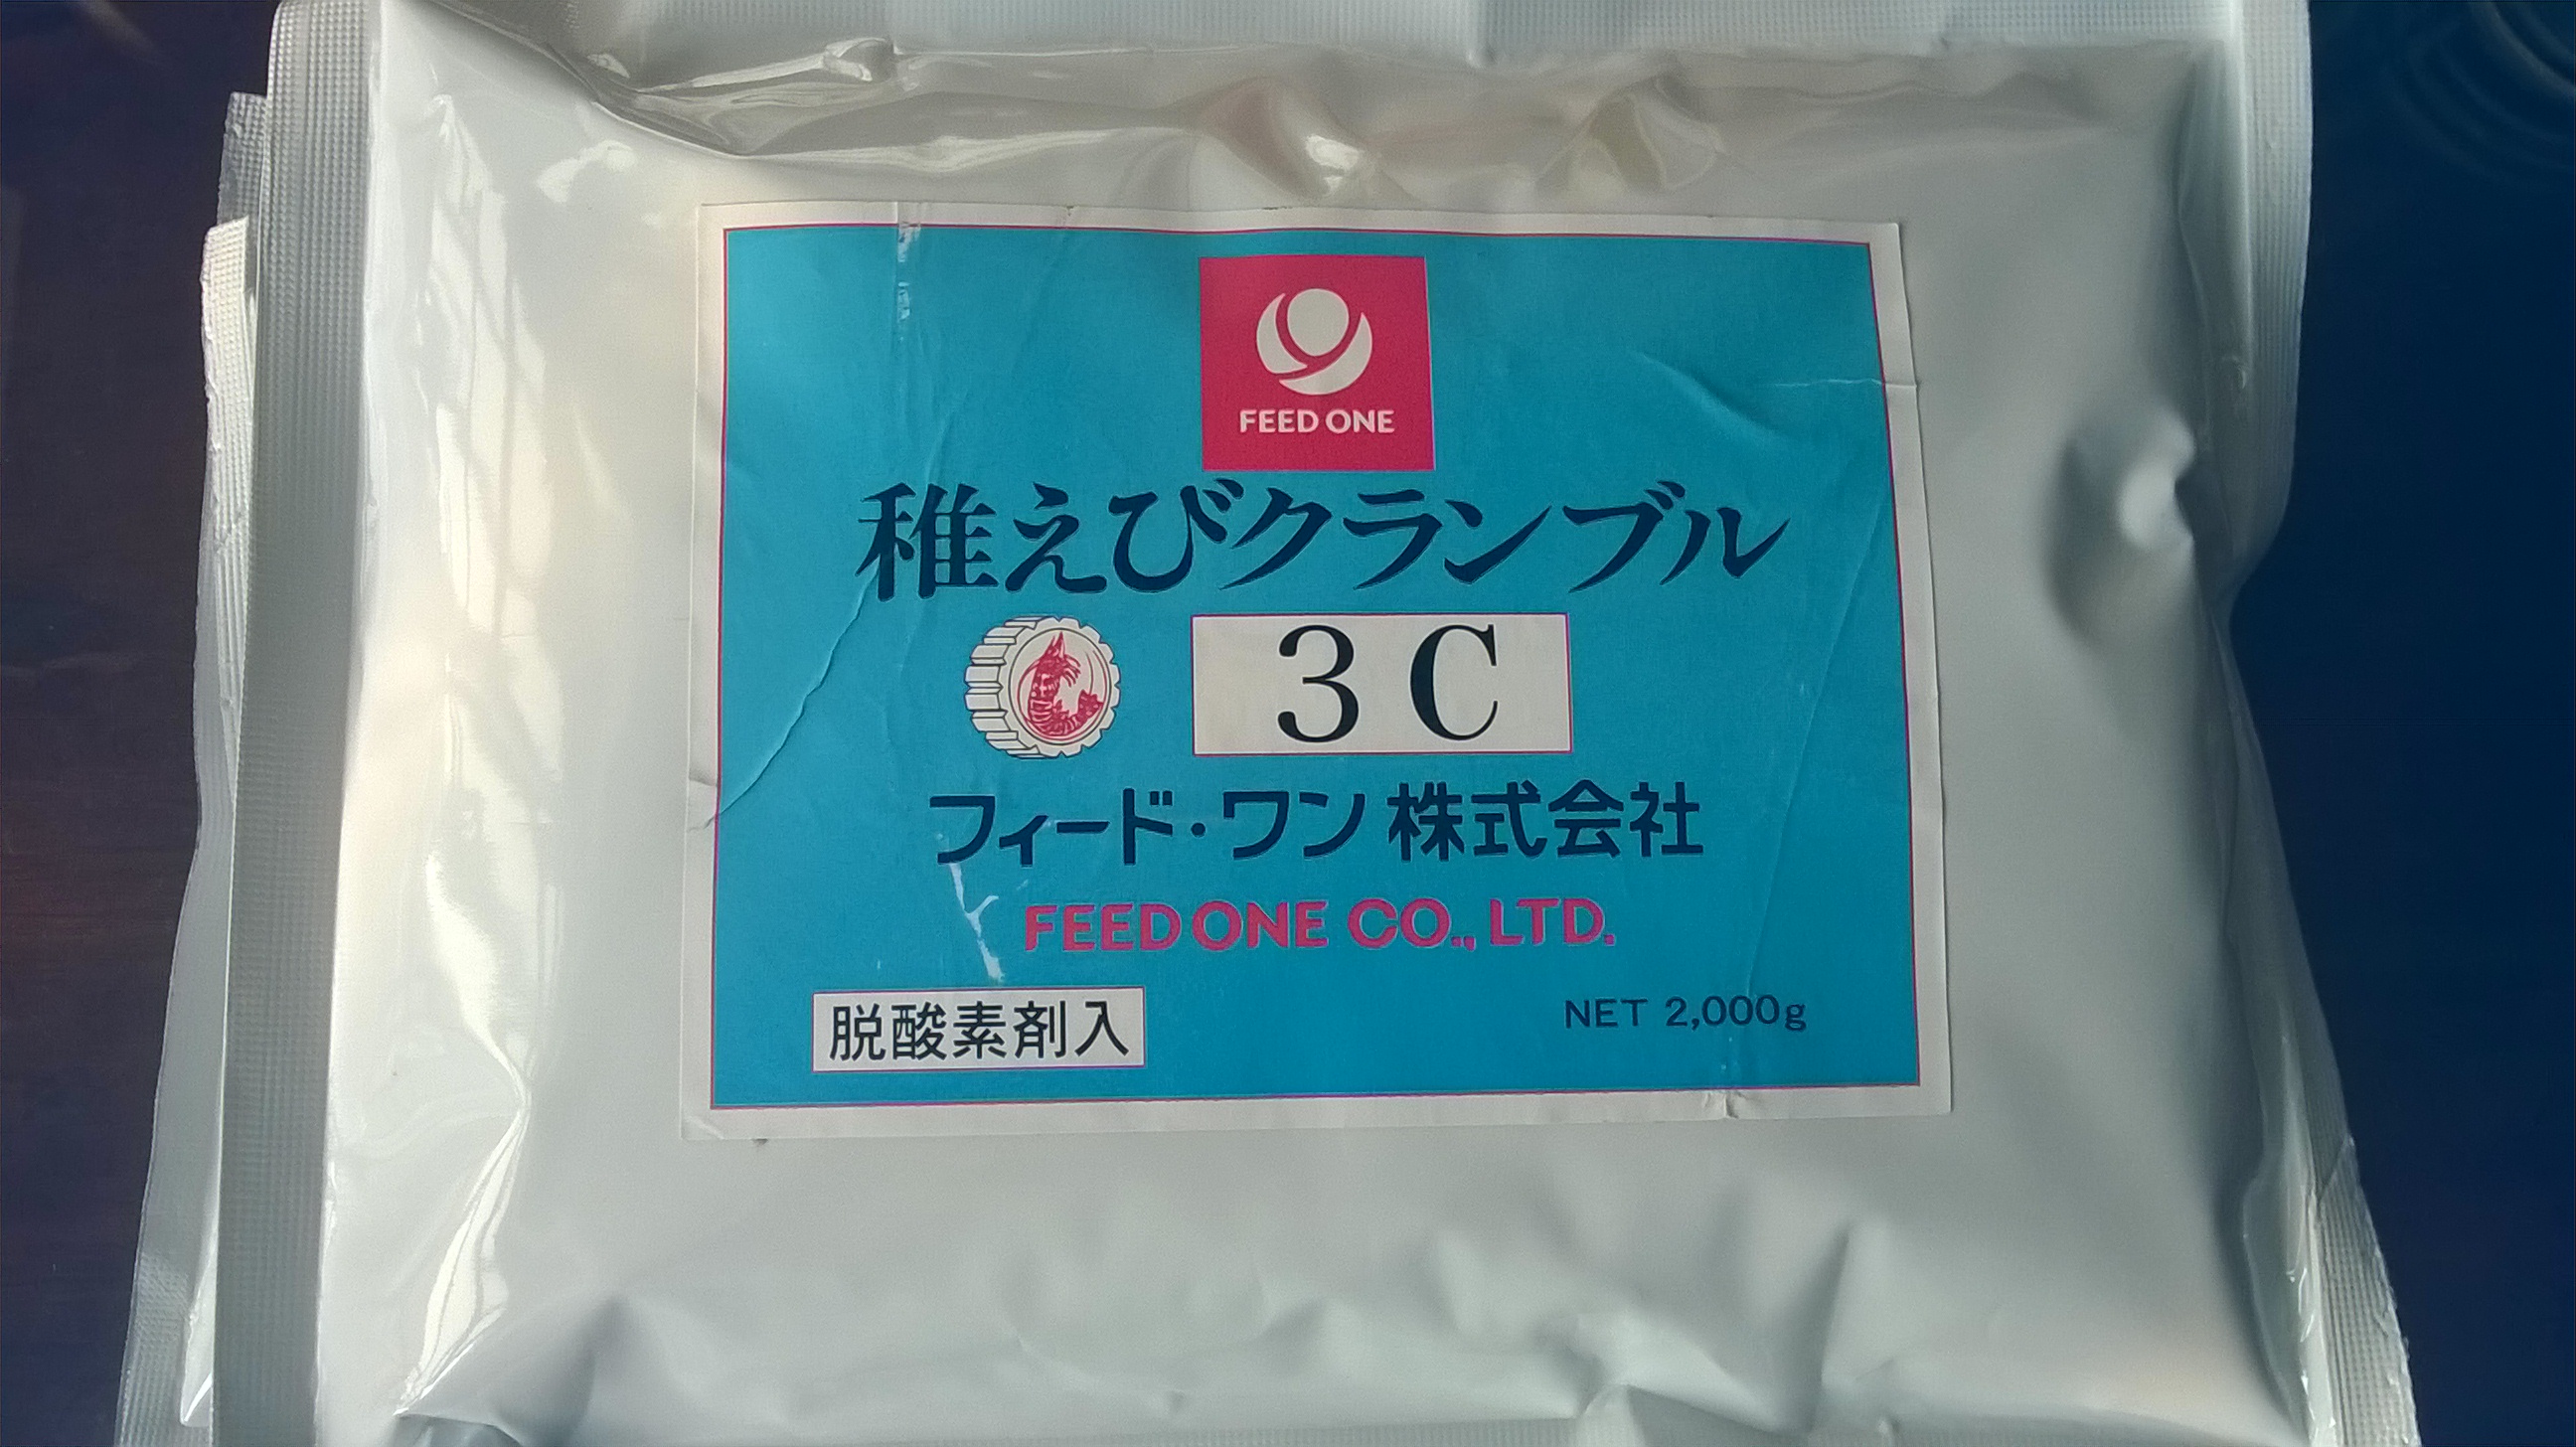 FEED ONE
稚えびクランブル
3C
フィード・ワン株式会社
FEED ONE CO., LTD.
脱酸素剤入
NET 2,000g